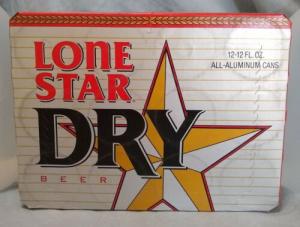 LONE
STAR
12-12 FL. OZ.
ALL-ALUMINUM CANS
DRY
BEER